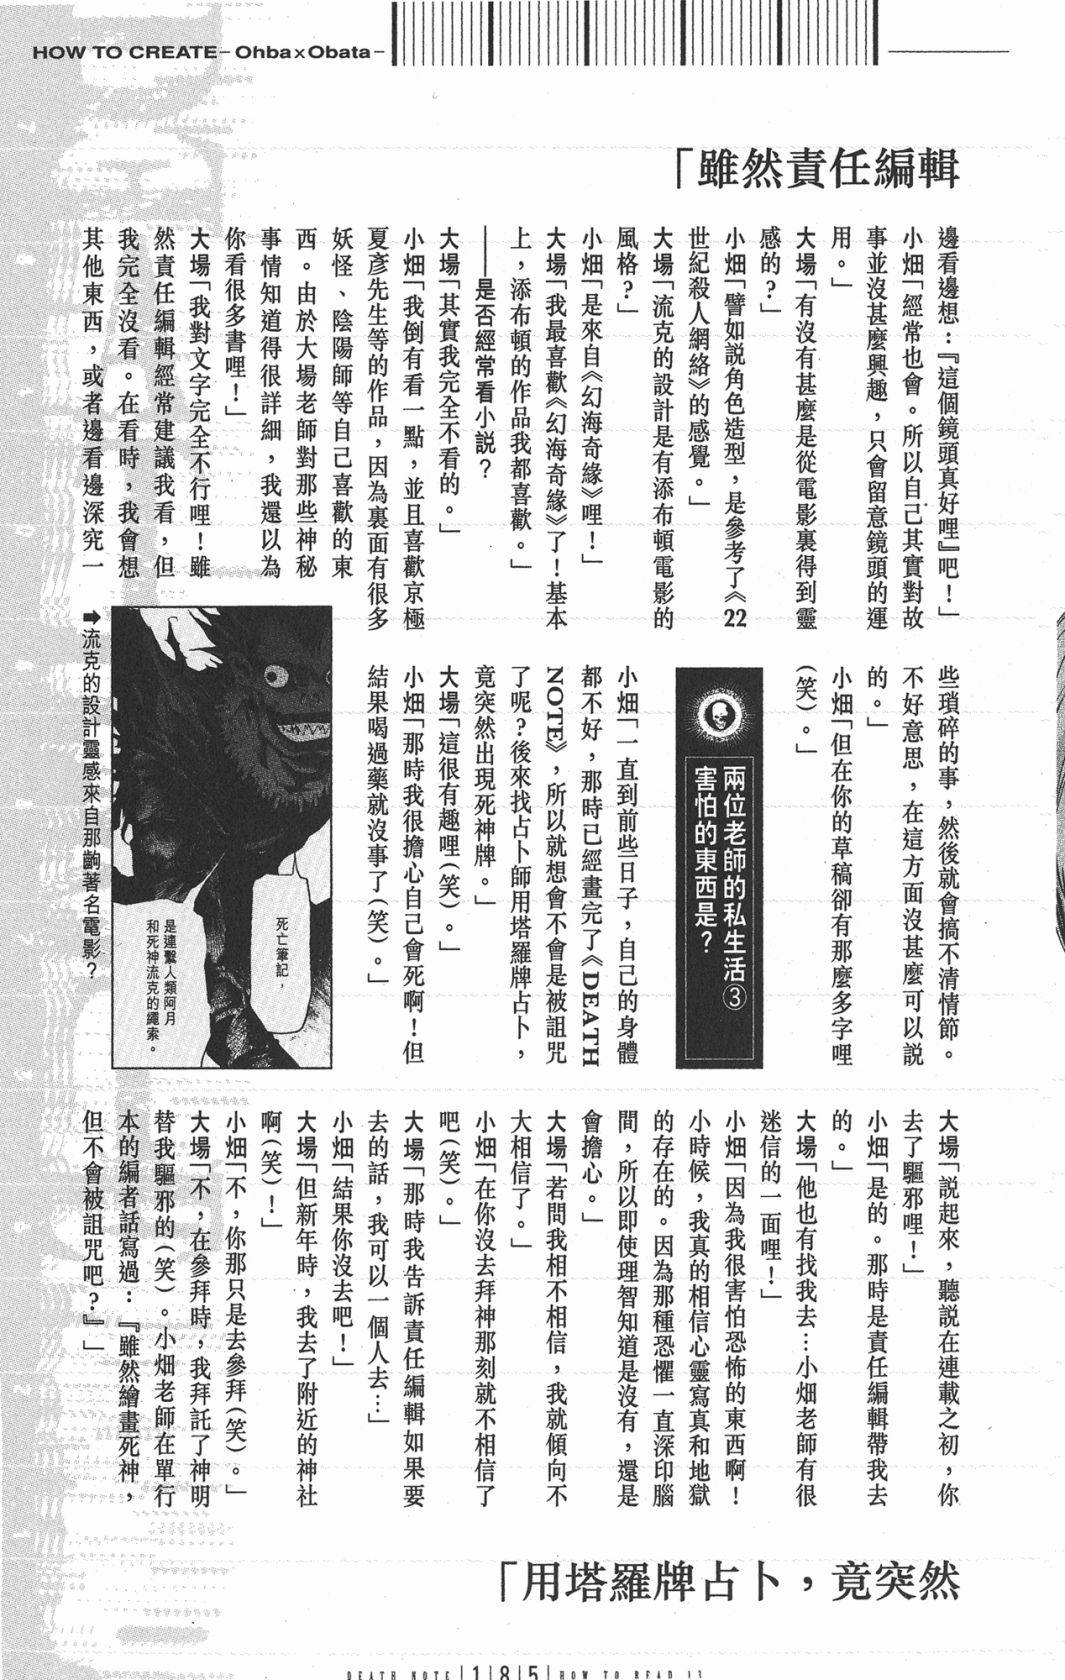 HOW TO CREATE–Ohba×Obata–
「雖然責任編輯
邊看邊想：『這個鏡頭真好哩』吧！」
小畑「經常也會。所以自己其實對故
事並沒甚麼興趣，只會留意鏡頭的運
用。」
大場「有沒有甚麼是從電影裏得到靈
感的？」
小畑「譬如說角色造型，是參考了《22
世紀殺人網絡》的感覺。」
大場「流克的設計是有添布頓電影的
風格？」
小畑「是來自《幻海奇緣》哩！」
大場「我最喜歡《幻海奇緣》了！基本
上，添布頓的作品我都喜歡。」
——是否經常看小說？
大場「其實我完全不看的。」
小畑「我倒有看一點，並且喜歡京極
夏彥先生等的作品，因為裏面有很多
妖怪、陰陽師等自己喜歡的東
西。由於大場老師對那些神秘
事情知道得很詳細，我還以為
你看很多書哩！」
大場「我對文字完全不行哩！雖
然責任編輯經常建議我看，但
我完全沒看。在看時，我會想
其他東西，或者邊看邊深究一
些瑣碎的事，然後就會搞不清情節。
不好意思，在這方面沒甚麼可以說
的。」
小畑「但在你的草稿卻有那麼多字哩
（笑）。」
兩位老師的私生活③
害怕的東西是？
小畑「一直到前些日子，自己的身體
都不好，那時已經畫完了《DEATH
NOTE》，所以就想會不會是被詛咒
了呢？後來找占卜師用塔羅牌占卜，
竟突然出現死神牌。」
大場「這很有趣哩（笑）。」
小畑「那時我很擔心自己會死啊！但
結果喝過藥就沒事了（笑）。」
死亡筆記，
是連繫人類阿月
和死神流克的繩索。
➡流克的設計靈感來自那齣著名電影？
大場「說起來，聽說在連載之初，你
去了驅邪哩！」
小畑「是的。那時是責任編輯帶我去
的。」
大場「他也有找我去…小畑老師有很
迷信的一面哩！」
小畑「因為我很害怕恐怖的東西啊！
小時候，我真的相信心靈寫真和地獄
的存在的。因為那種恐懼一直深印腦
間，所以即使理智知道是沒有，還是
會擔心。」
大場「若問我相不相信，我就傾向不
大相信了。」
小畑「在你沒去拜神那刻就不相信了
吧（笑）。」
大場「那時我告訴責任編輯如果要
去的話，我可以一個人去…」
小畑「結果你沒去吧！」
大場「但新年時，我去了附近的神社
啊（笑）！」
小畑「不，你那只是去參拜（笑）。」
大場「不，在參拜時，我拜託了神明
替我驅邪的（笑）。小畑老師在單行
本的編者話寫過：『雖然繪畫死神，
但不會被詛咒吧？』」
「用塔羅牌占卜，竟突然
DEATH NOTE|1|8|5|HOW TO READ 13